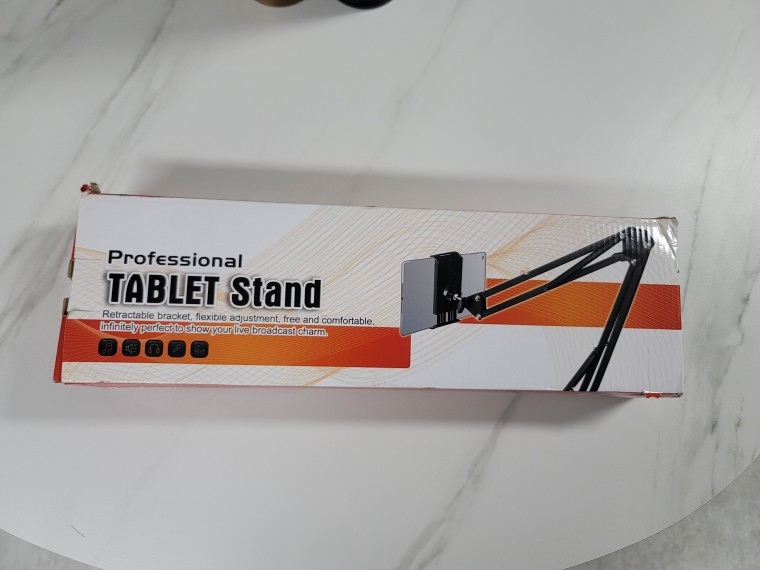 Professional
TABLET Stand
Retractable bracket, flexible adjustment, free and comfortable,
infinitely perfect to show your live broadcast charm.